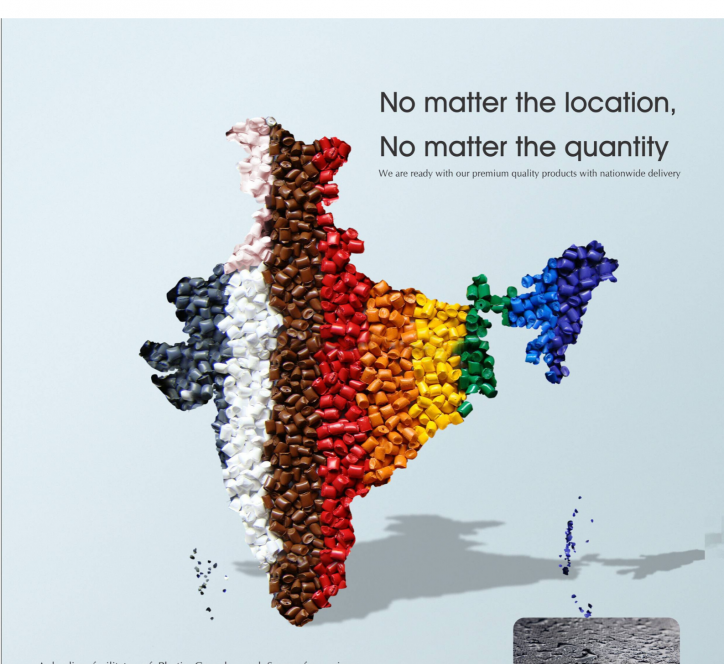 No matter the location,
No matter the quantity
We are ready with our premium quality products with nationwide delivery